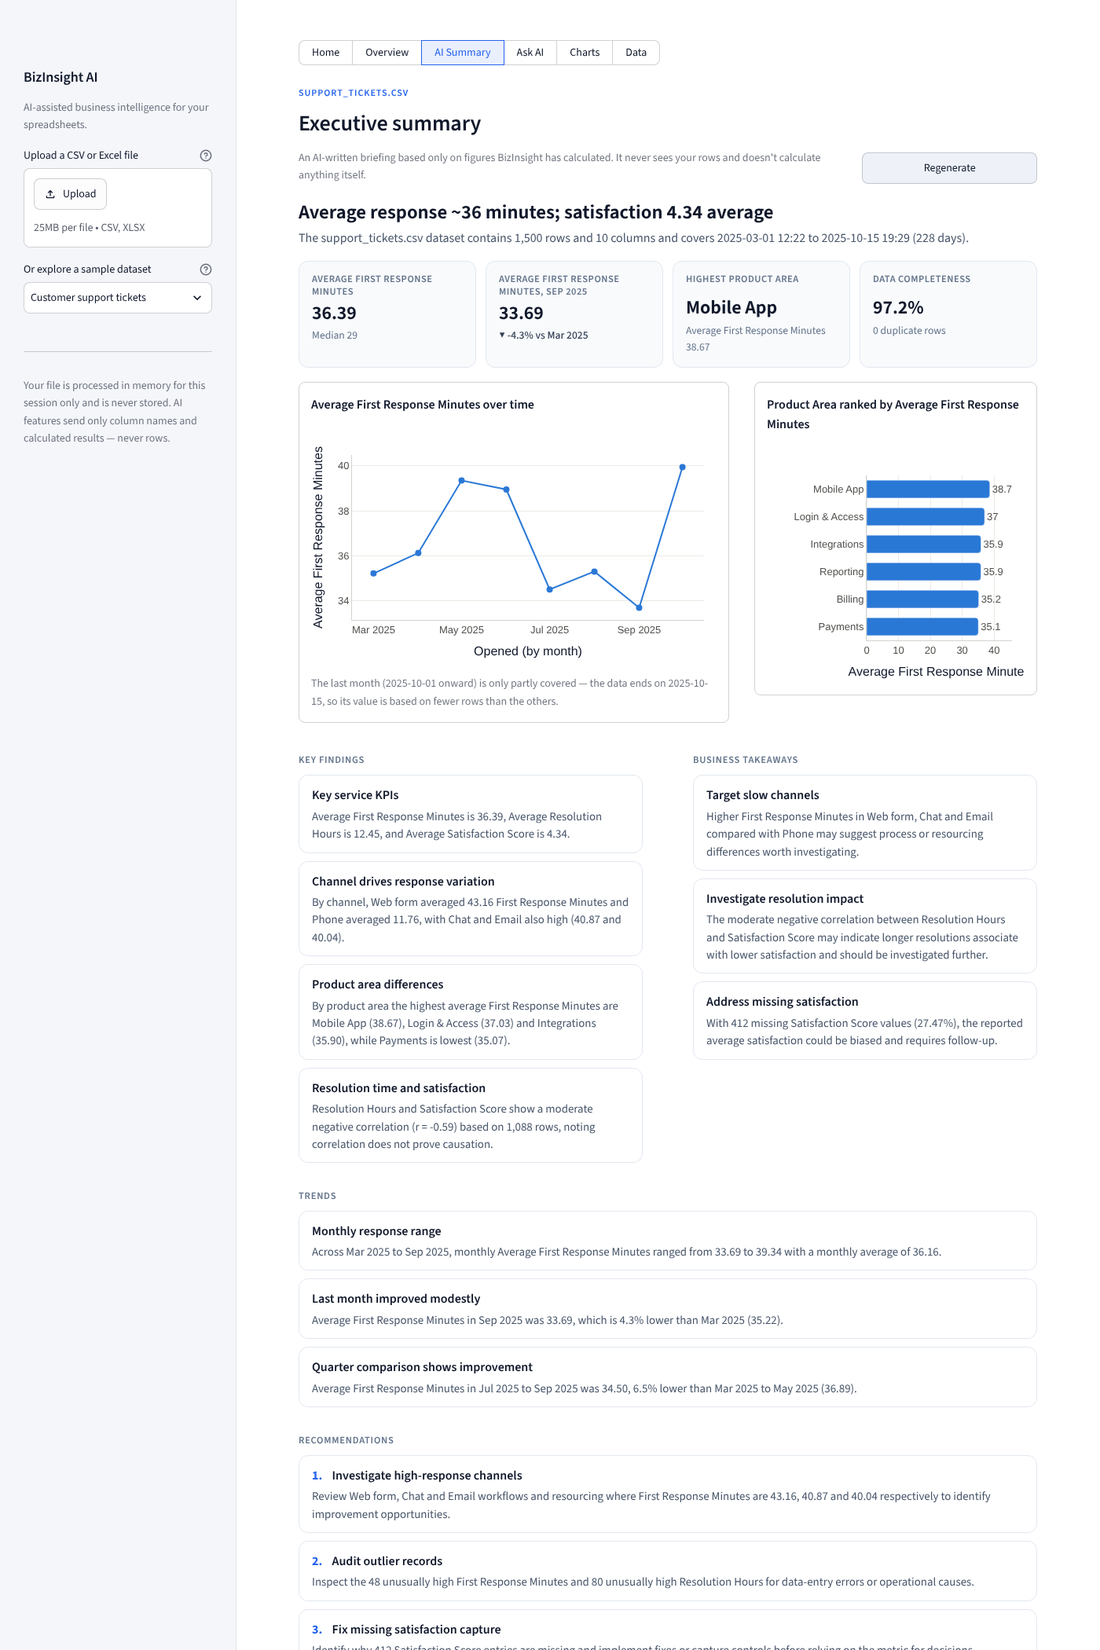 BizInsight AI
AI-assisted business intelligence for your
spreadsheets.
Upload a CSV or Excel file
Upload
25MB per file • CSV, XLSX
Or explore a sample dataset
Customer support tickets
Your file is processed in memory for this
session only and is never stored. AI
features send only column names and
calculated results — never rows.
Home
Overview
AI Summary
Ask AI
Charts
Data
SUPPORT_TICKETS.CSV
Executive summary
An AI-written briefing based only on figures BizInsight has calculated. It never sees your rows and doesn't calculate
anything itself.
Regenerate
Average response ~36 minutes; satisfaction 4.34 average
The support_tickets.csv dataset contains 1,500 rows and 10 columns and covers 2025-03-01 12:22 to 2025-10-15 19:29 (228 days).
AVERAGE FIRST RESPONSE
MINUTES
36.39
Median 29
AVERAGE FIRST RESPONSE
MINUTES, SEP 2025
33.69
▼ -4.3% vs Mar 2025
HIGHEST PRODUCT AREA
Mobile App
Average First Response Minutes
38.67
DATA COMPLETENESS
97.2%
0 duplicate rows
Average First Response Minutes over time
Average First Response Minutes
40
38
36
34
Mar 2025
May 2025
Jul 2025
Sep 2025
Opened (by month)
The last month (2025-10-01 onward) is only partly covered — the data ends on 2025-10-
15, so its value is based on fewer rows than the others.
Product Area ranked by Average First Response
Minutes
Mobile App 38.7
Login & Access 37
Integrations 35.9
Reporting 35.9
Billing 35.2
Payments 35.1
0 10 20 30 40
Average First Response Minute
KEY FINDINGS
Key service KPIs
Average First Response Minutes is 36.39, Average Resolution
Hours is 12.45, and Average Satisfaction Score is 4.34.
Channel drives response variation
By channel, Web form averaged 43.16 First Response Minutes and
Phone averaged 11.76, with Chat and Email also high (40.87 and
40.04).
Product area differences
By product area the highest average First Response Minutes are
Mobile App (38.67), Login & Access (37.03) and Integrations
(35.90), while Payments is lowest (35.07).
Resolution time and satisfaction
Resolution Hours and Satisfaction Score show a moderate
negative correlation (r = -0.59) based on 1,088 rows, noting
correlation does not prove causation.
BUSINESS TAKEAWAYS
Target slow channels
Higher First Response Minutes in Web form, Chat and Email
compared with Phone may suggest process or resourcing
differences worth investigating.
Investigate resolution impact
The moderate negative correlation between Resolution Hours
and Satisfaction Score may indicate longer resolutions associate
with lower satisfaction and should be investigated further.
Address missing satisfaction
With 412 missing Satisfaction Score values (27.47%), the reported
average satisfaction could be biased and requires follow-up.
TRENDS
Monthly response range
Across Mar 2025 to Sep 2025, monthly Average First Response Minutes ranged from 33.69 to 39.34 with a monthly average of 36.16.
Last month improved modestly
Average First Response Minutes in Sep 2025 was 33.69, which is 4.3% lower than Mar 2025 (35.22).
Quarter comparison shows improvement
Average First Response Minutes in Jul 2025 to Sep 2025 was 34.50, 6.5% lower than Mar 2025 to May 2025 (36.89).
RECOMMENDATIONS
1. Investigate high-response channels
Review Web form, Chat and Email workflows and resourcing where First Response Minutes are 43.16, 40.87 and 40.04 respectively to identify
improvement opportunities.
2. Audit outlier records
Inspect the 48 unusually high First Response Minutes and 80 unusually high Resolution Hours for data-entry errors or operational causes.
3. Fix missing satisfaction capture
Identify why 412 Satisfaction Score entries are missing and implement fixes or capture controls before relying on the metric for decisions.